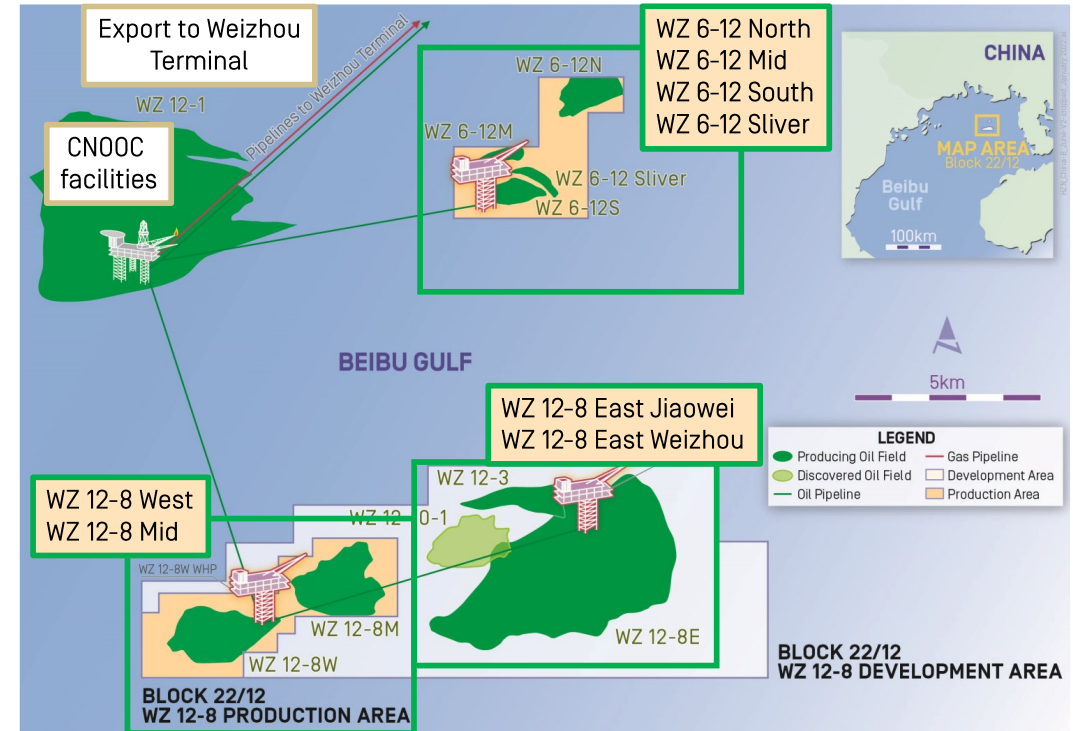 Export to Weizhou
Terminal
Pipelines to Weizhou Terminal
WZ 12-1
CNOOC
facilities
WZ 6-12 North
WZ 6-12 Mid
WZ 6-12 South
WZ 6-12 Sliver
WZ 6-12N
WZ 6-12M
WZ 6-12 Sliver
WZ 6-12S
CHINA
MAP AREA
Block 22/12
Beibu
Gulf
100km
BEIBU GULF
5km
WZ 12-8 East Jiaowei
WZ 12-8 East Weizhou
LEGEND
Producing Oil Field
Gas Pipeline
Discovered Oil Field
Development Area
Oil Pipeline
Production Area
WZ 12-8 West
WZ 12-8 Mid
WZ 12-3
WZ 12
0-1
WZ 12-8W WHP
WZ 12-8M
WZ 12-8E
WZ 12-8W
BLOCK 22/12
WZ 12-8 PRODUCTION AREA
BLOCK 22/12
WZ 12-8 DEVELOPMENT AREA